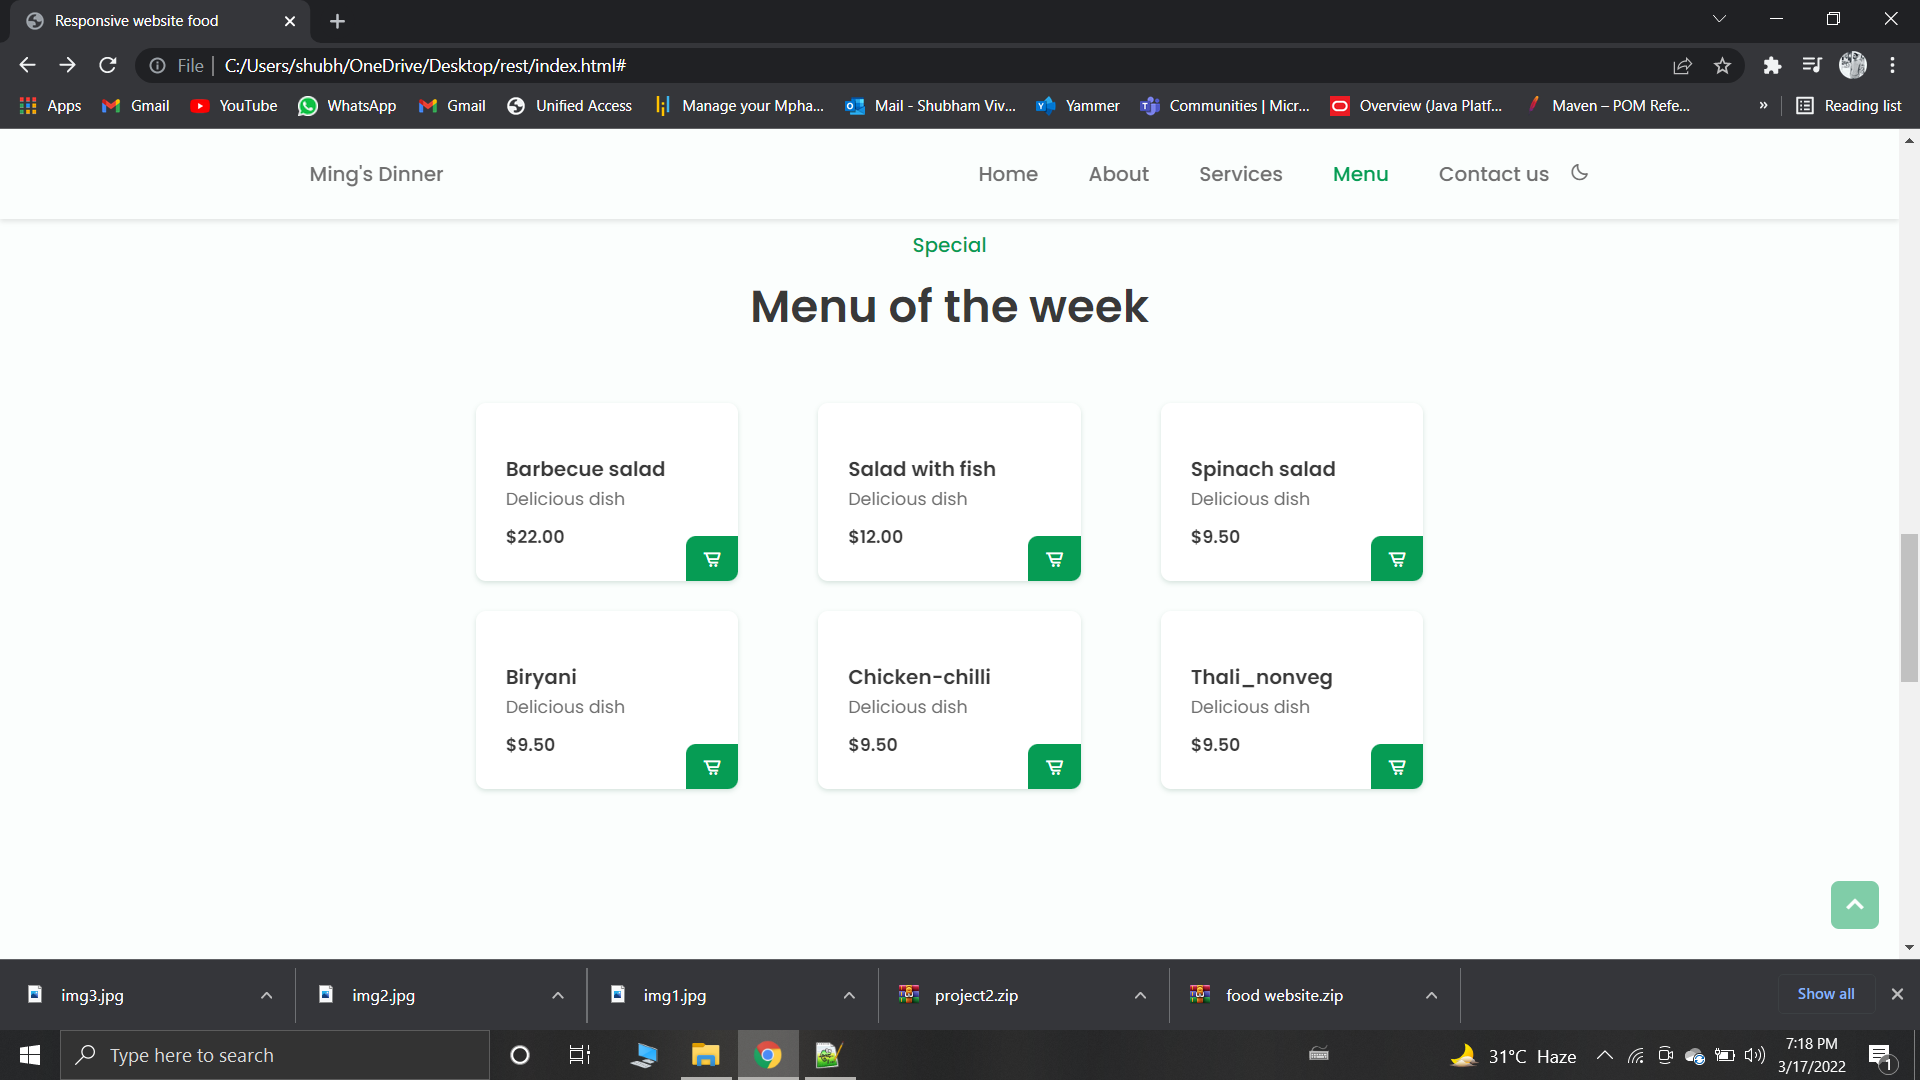 Responsive website food
File | C:/Users/shubh/OneDrive/Desktop/rest/index.html#
Apps Gmail YouTube WhatsApp Gmail Unified Access Manage your Mpha... Mail - Shubham Viv... Yammer Communities | Micr... Overview (Java Platf... Maven – POM Refe... » Reading list
Ming's Dinner Home About Services Menu Contact us
Special
Menu of the week
Barbecue salad
Delicious dish
$22.00
Salad with fish
Delicious dish
$12.00
Spinach salad
Delicious dish
$9.50
Biryani
Delicious dish
$9.50
Chicken-chilli
Delicious dish
$9.50
Thali_nonveg
Delicious dish
$9.50
img3.jpg img2.jpg img1.jpg project2.zip food website.zip Show all
Type here to search
31°C Haze
7:18 PM
3/17/2022
1